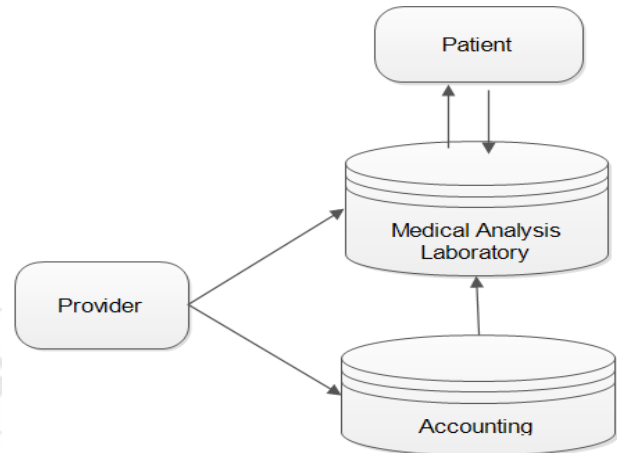 Patient
Medical Analysis
Laboratory
Provider
Accounting